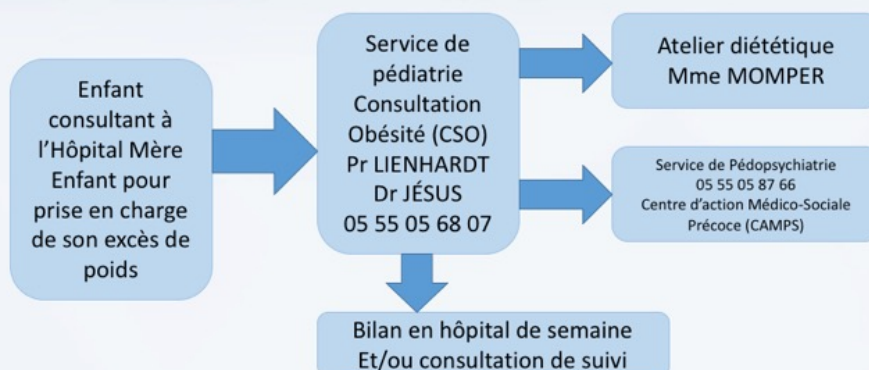 Enfant
consultant à
l'Hôpital Mère
Enfant pour
prise en charge
de son excès de
poids
Service de
pédiatrie
Consultation
Obésité (CSO)
Pr LIENHARDT
Dr JÉSUS
05 55 05 68 07
Atelier diététique
Mme MOMPER
Service de Pédopsychiatrie
05 55 05 87 66
Centre d'action Médico-Sociale
Précoce (CAMPS)
Bilan en hôpital de semaine
Et/ou consultation de suivi